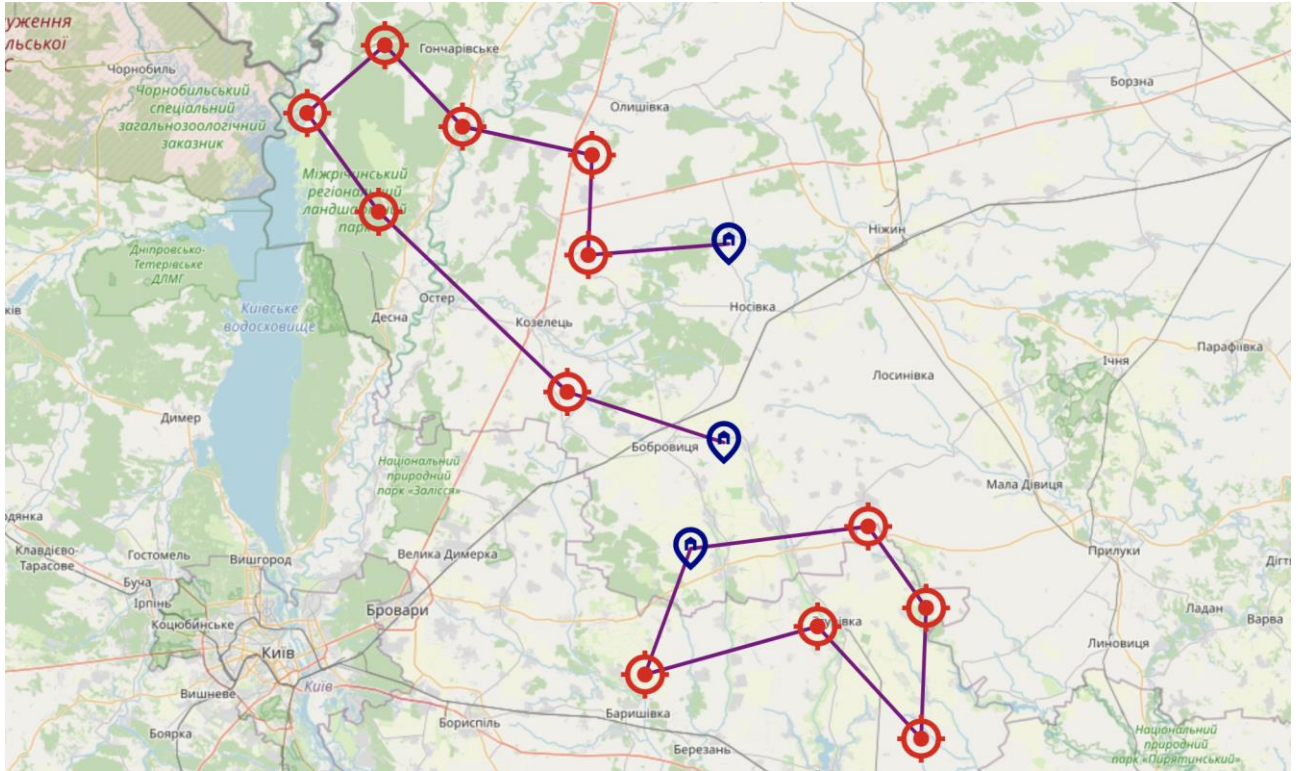 уження
льської
С
Чорнобиль
Чорнобильський
спеціальний
загальнозоологічний
заказник
Гончарівське
Олишівка
Борзна
Міжрічинський
регіональний
ландшафтний
парк
Ніжин
Дніпровсько-
Тетерівське
ДЛМГ
Київське
водосховище
Остер
Десна
Козелець
Носівка
ків
Парафіївка
Ічня
Лосинівка
Димер
Бобровиця
Національний
природний
парк «Залісся»
Мала Дівиця
одянка
Клавдієво-
Тарасове
Гостомель
Вишгород
Велика Димерка
Прилуки
Дігт
Буча
Ірпінь
Коцюбинське
Бровари
Ладан
Варва
Київ
Линовиця
Вишневе
Київ
Боярка
Бориспіль
Баришівка
Березань
Національний
природний
парк «Пирятинський»